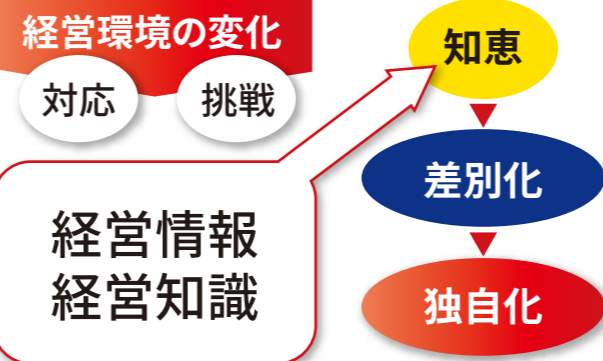 経営環境の変化
対応
挑戦
経営情報
経営知識
知恵
差別化
独自化